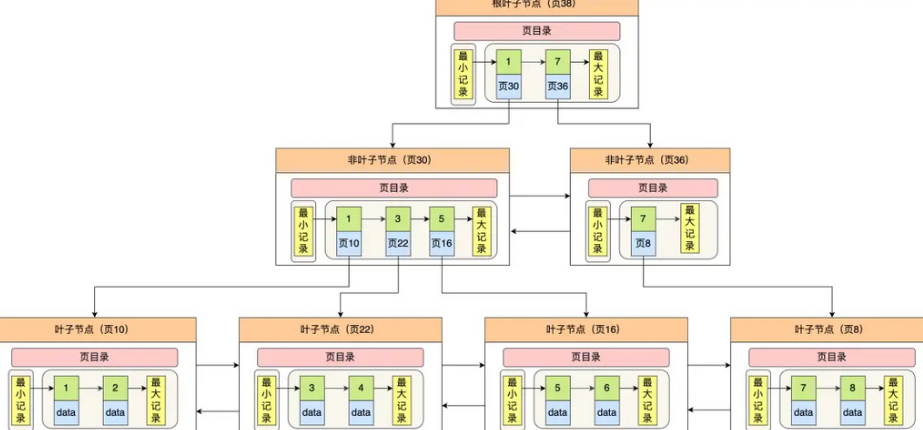 根叶子节点（页38）
页目录
最小记录
1
7
最大记录
页30
页36
非叶子节点（页30）
非叶子节点（页36）
页目录
页目录
最小记录
1
3
5
最大记录
最小记录
7
最大记录
页10
页22
页16
页8
叶子节点（页10）
叶子节点（页22）
叶子节点（页16）
叶子节点（页8）
页目录
页目录
页目录
页目录
最小记录
1
2
最大记录
最小记录
3
4
最大记录
最小记录
5
6
最大记录
最小记录
7
8
最大记录
data
data
data
data
data
data
data
data